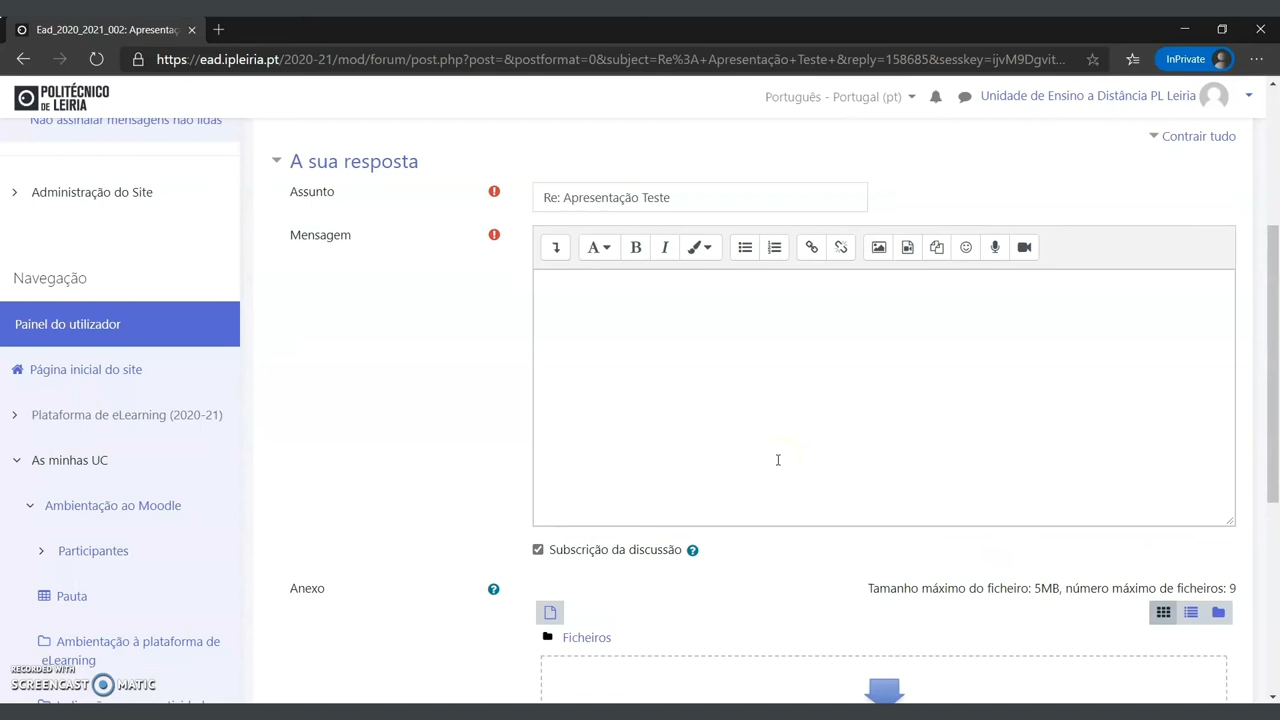 Ead_2020_2021_002: Apresentaç
https://ead.ipleiria.pt/2020-21/mod/forum/post.php?post=&postformat=0&subject=Re%3A+Apresentação+Teste+&reply=158685&sesskey=ijvM9Dgvit...
InPrivate
POLITÉCNICO
DE LEIRIA
Português - Portugal (pt)
Unidade de Ensino a Distância PL Leiria
Não assinalar mensagens não lidas
Contrair tudo
A sua resposta
Assunto
Re: Apresentação Teste
Mensagem
A
B
I
Administração do Site
Navegação
Painel do utilizador
Página inicial do site
Plataforma de eLearning (2020-21)
As minhas UC
Ambientação ao Moodle
Participantes
Pauta
Ambientação à plataforma de
eLearning
Subscrição da discussão
Anexo
Tamanho máximo do ficheiro: 5MB, número máximo de ficheiros: 9
Ficheiros
RECORDED WITH
SCREENCAST MATIC